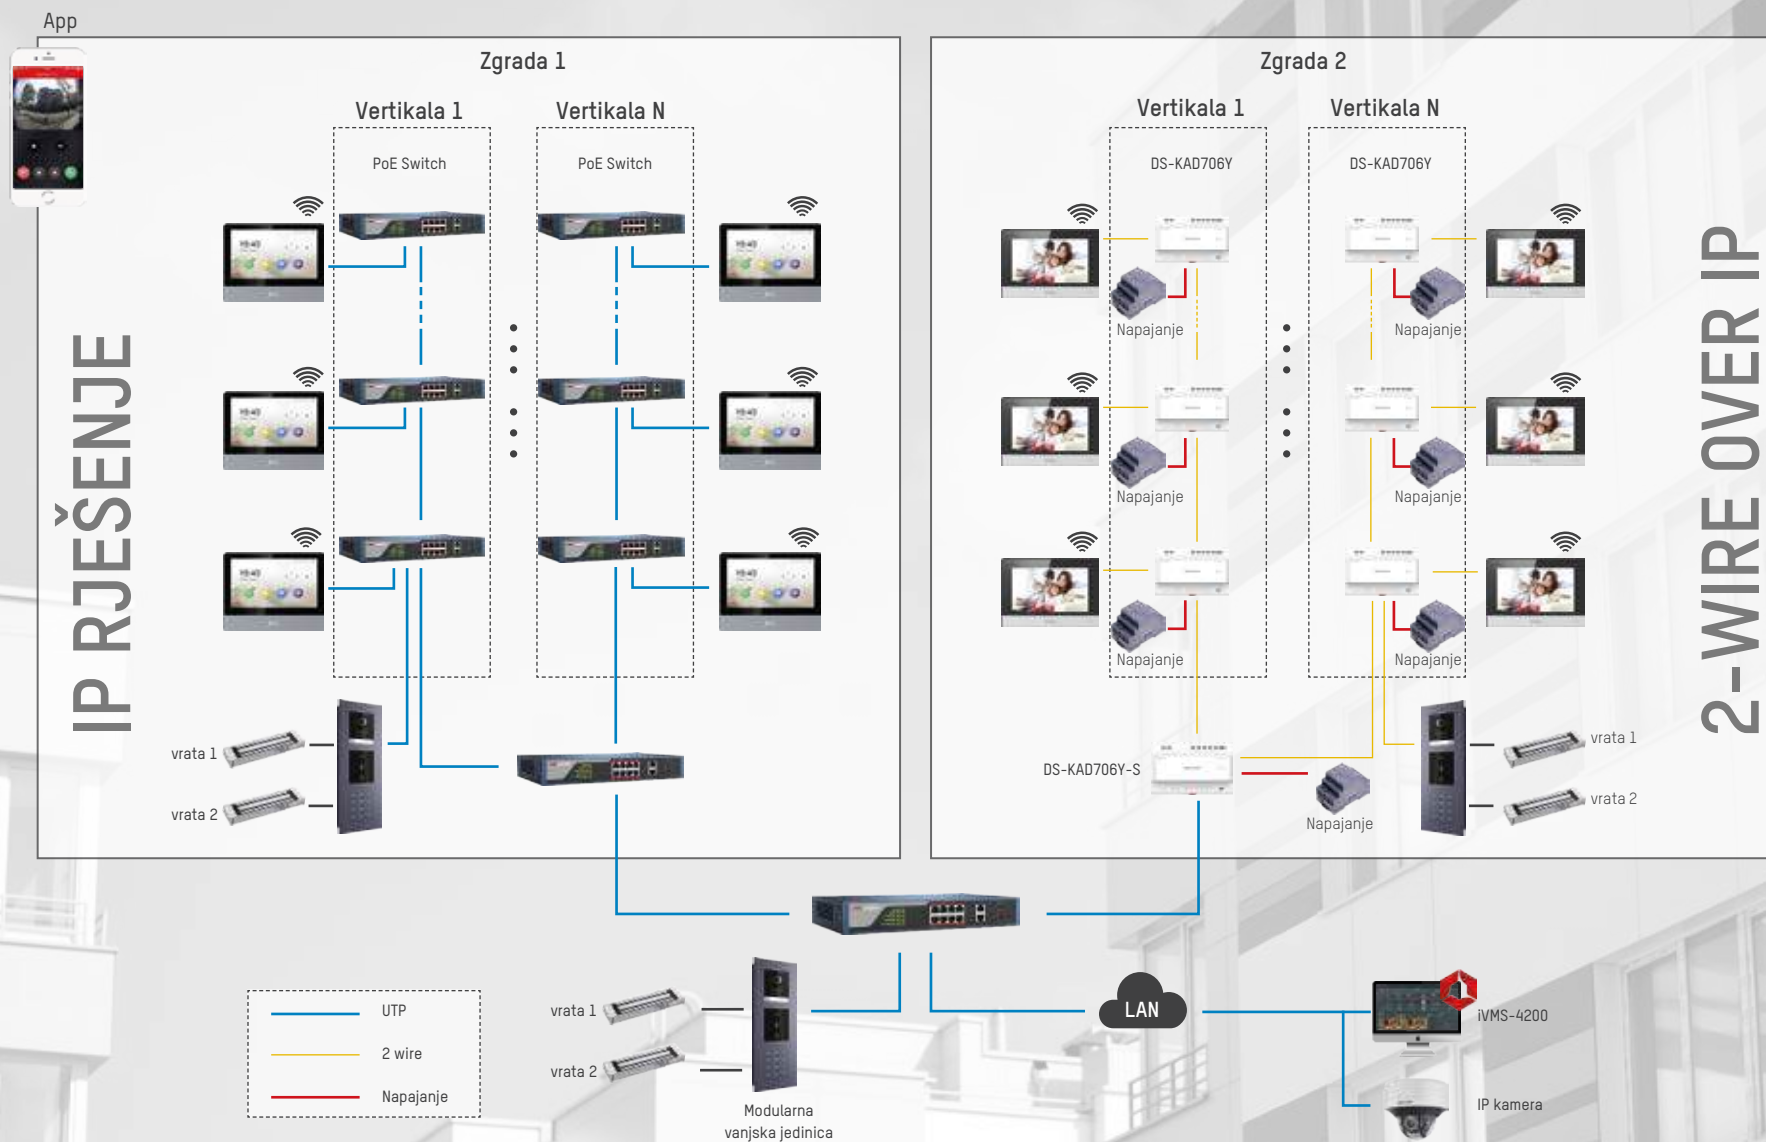 App
Zgrada 1
Zgrada 2
Vertikala 1
Vertikala N
Vertikala 1
Vertikala N
PoE Switch
PoE Switch
DS-KAD706Y
DS-KAD706Y
IP RJEŠENJE
2-WIRE OVER IP
Napajanje
Napajanje
Napajanje
Napajanje
Napajanje
Napajanje
vrata 1
vrata 2
DS-KAD706Y-S
Napajanje
vrata 1
vrata 2
UTP
2 wire
Napajanje
vrata 1
vrata 2
Modularna
vanjska jedinica
LAN
iVMS-4200
IP kamera